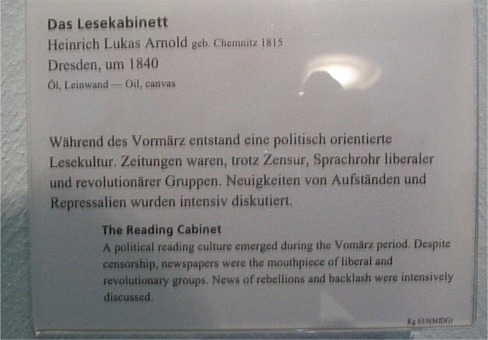 Das Lesekabinett
Heinrich Lukas Arnold geb. Chemnitz 1815
Dresden, um 1840
Öl, Leinwand — Oil, canvas
Während des Vormärz entstand eine politisch orientierte
Lesekultur. Zeitungen waren, trotz Zensur, Sprachrohr liberaler
und revolutionärer Gruppen. Neuigkeiten von Aufständen und
Repressalien wurden intensiv diskutiert.
The Reading Cabinet
A political reading culture emerged during the Vomärz period. Despite
censorship, newspapers were the mouthpiece of liberal and
revolutionary groups. News of rebellions and backlash were intensively
discussed.
Kg